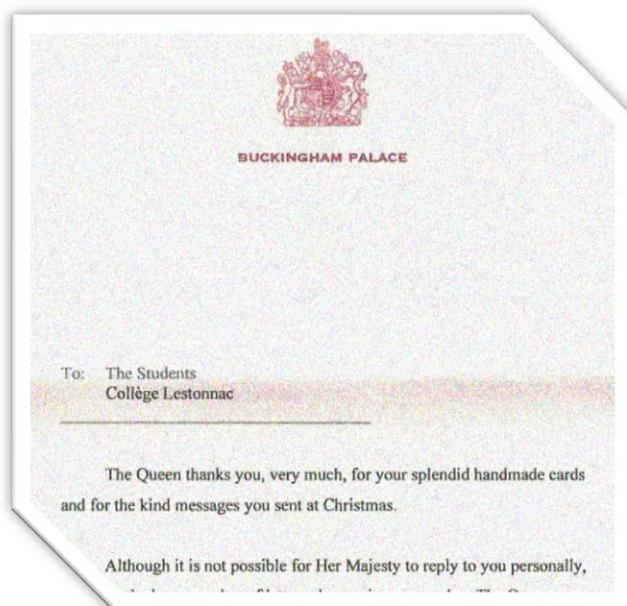 BUCKINGHAM PALACE
To: The Students
Collège Lestonnac
The Queen thanks you, very much, for your splendid handmade cards
and for the kind messages you sent at Christmas.
Although it is not possible for Her Majesty to reply to you personally,